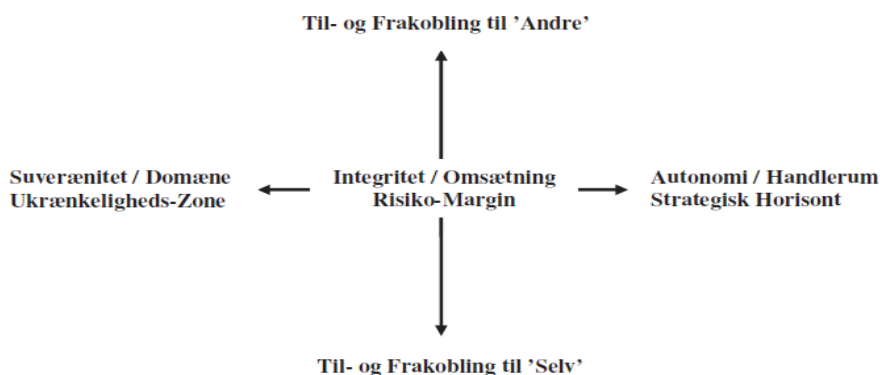 Til- og Frakobling til ’Andre’
Suverænitet / Domæne
Ukrænkeligheds-Zone
Integritet / Omsætning
Risiko-Margin
Autonomi / Handlerum
Strategisk Horisont
Til- og Frakobling til ’Selv’